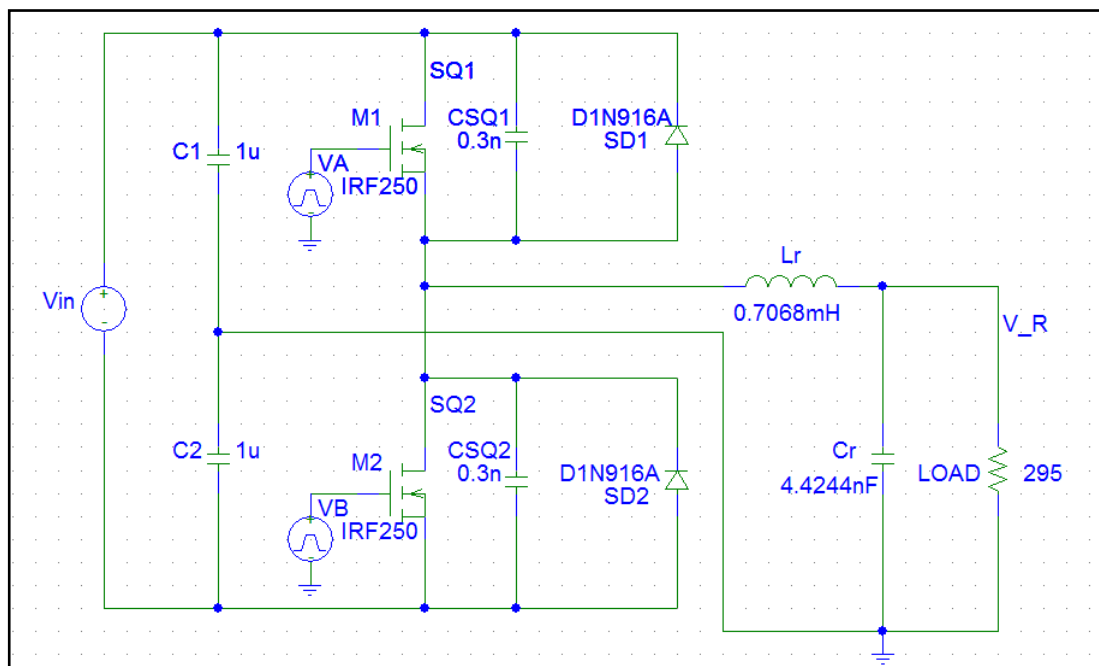 SQ1
M1
CSQ1
0.3n
D1N916A
SD1
C1
1u
VA
IRF250
Lr
0.7068mH
Vin
V_R
SQ2
C2
1u
M2
CSQ2
0.3n
D1N916A
SD2
VB
IRF250
Cr
4.4244nF
LOAD
295